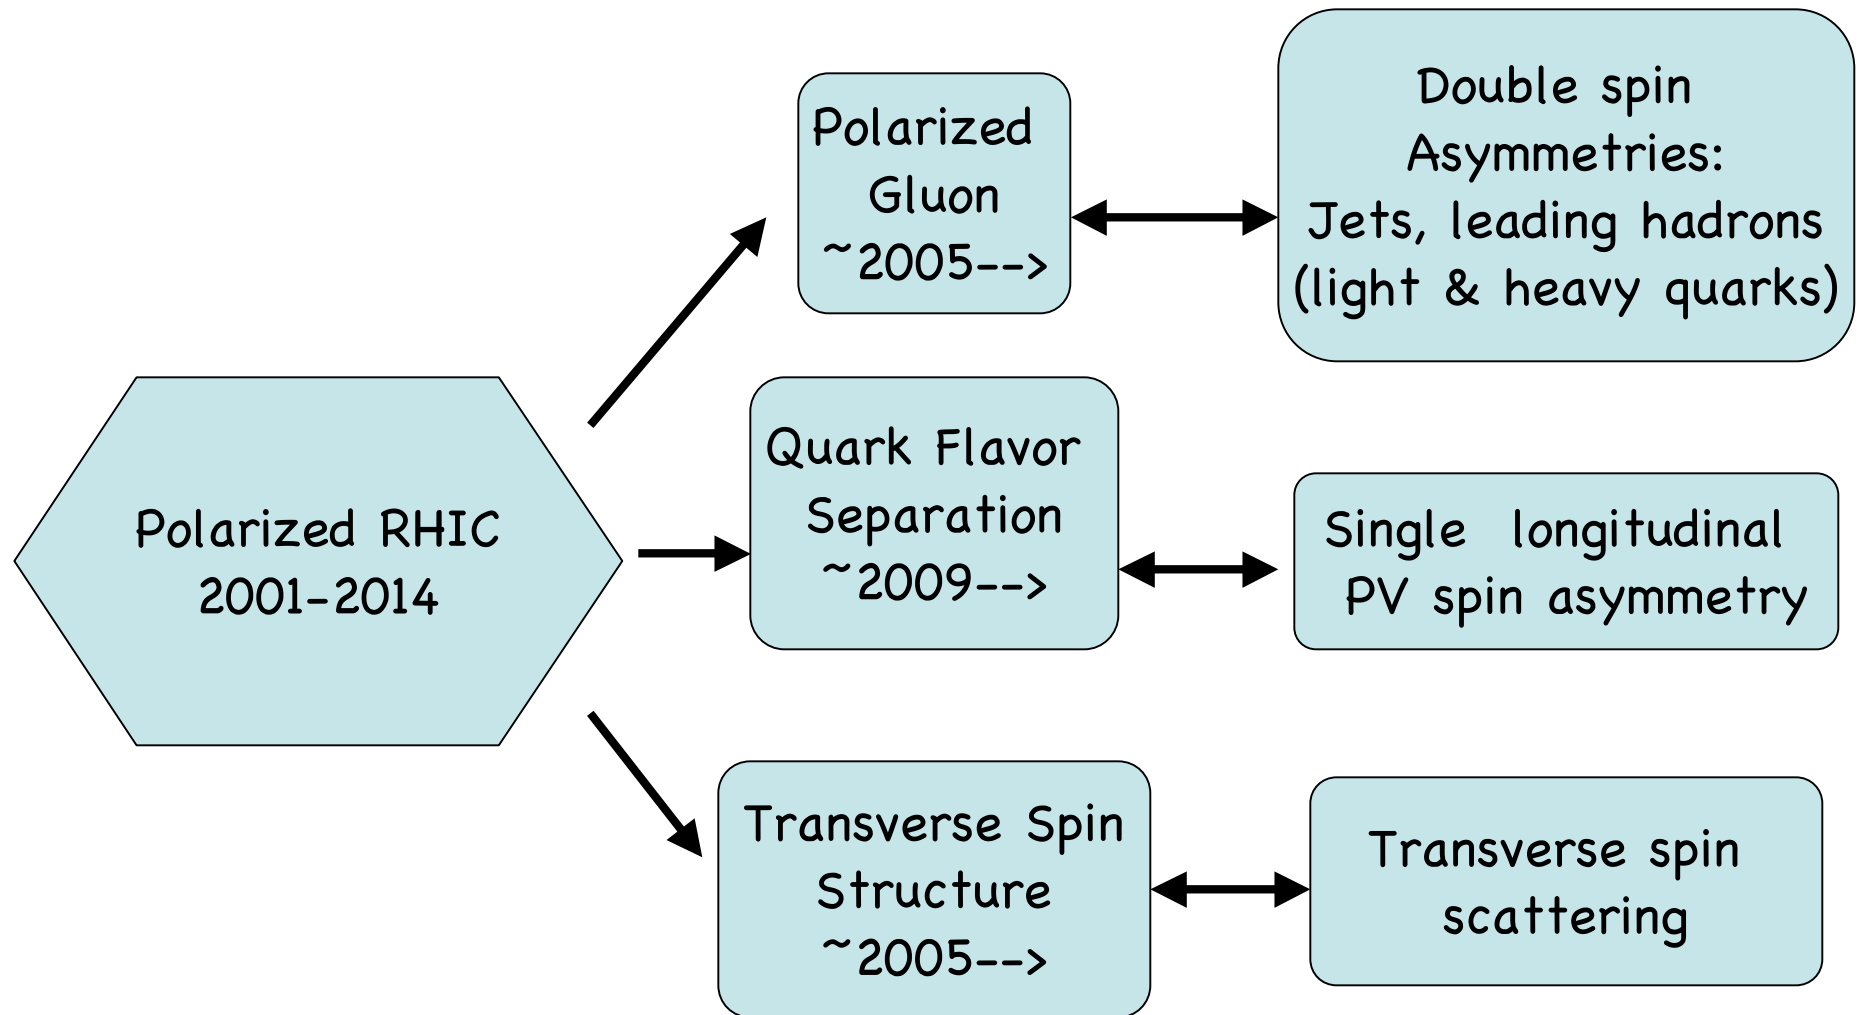 Polarized RHIC
2001-2014
Polarized
Gluon
~2005-->
Double spin
Asymmetries:
Jets, leading hadrons
(light & heavy quarks)
Quark Flavor
Separation
~2009-->
Single longitudinal
PV spin asymmetry
Transverse Spin
Structure
~2005-->
Transverse spin
scattering